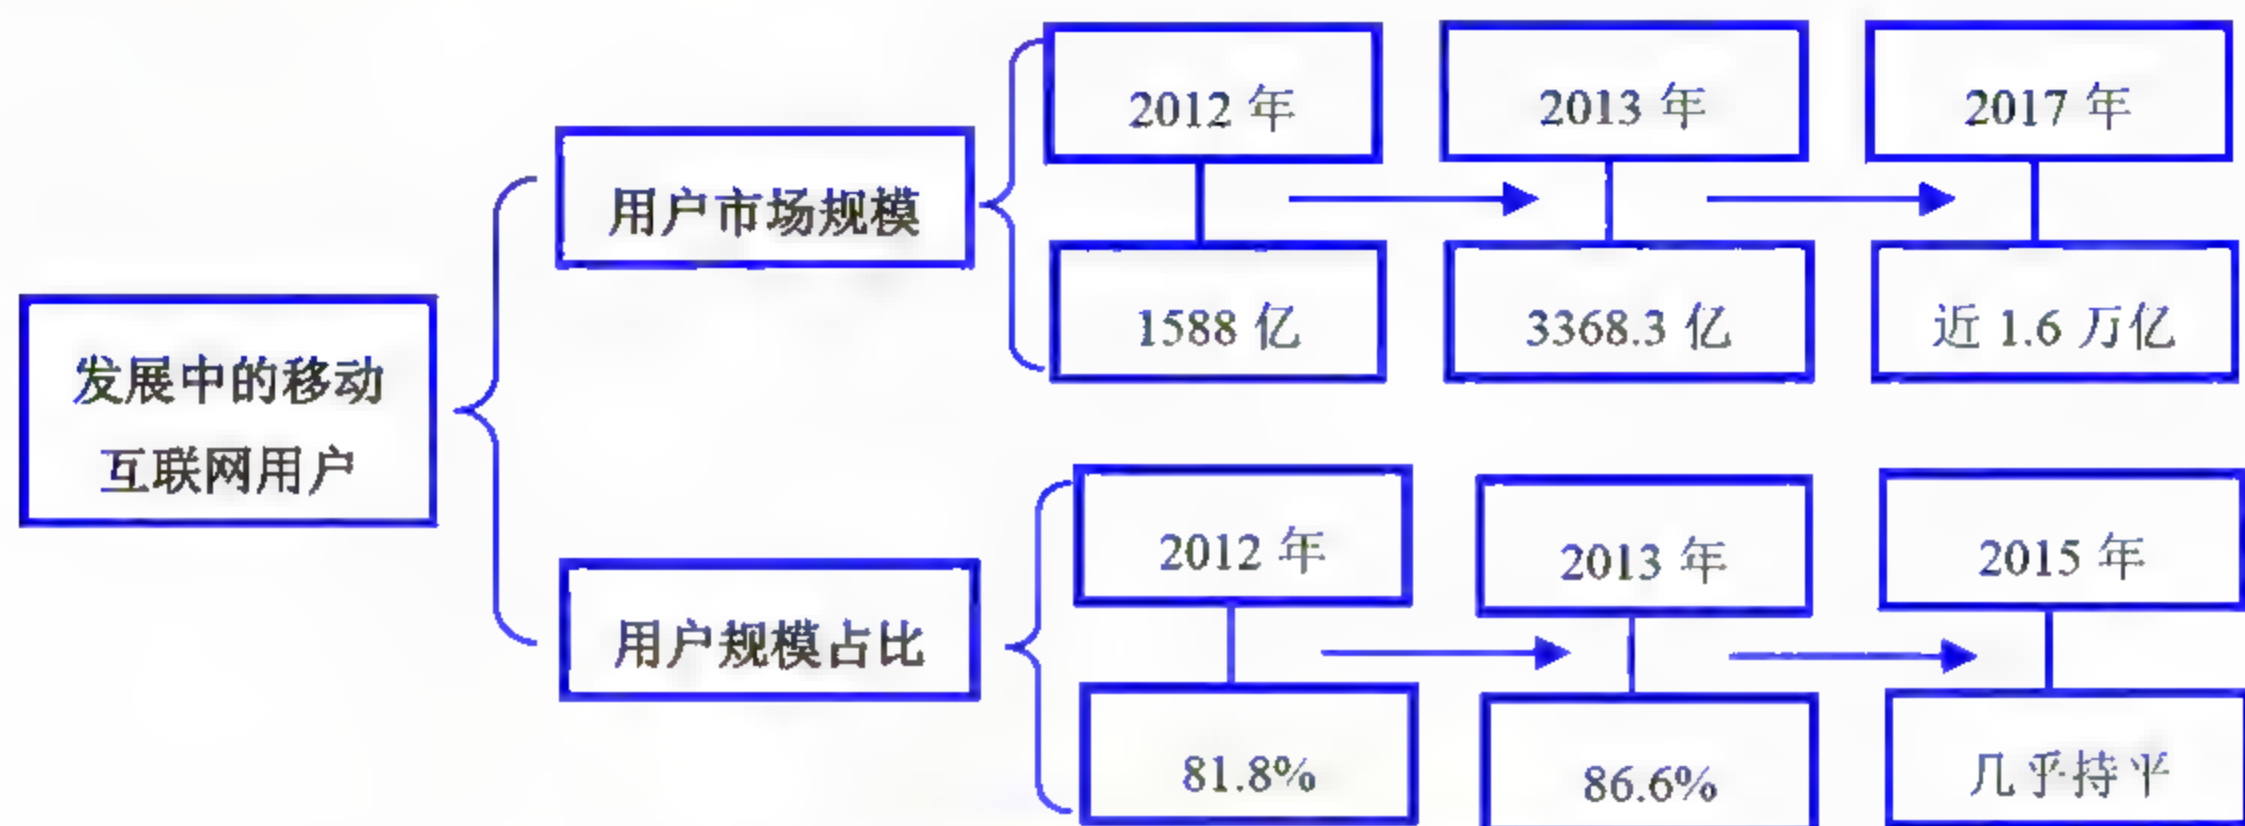 发展中的移动
互联网用户
用户市场规模
2012 年
2013 年
2017 年
1588 亿
3368.3 亿
近 1.6 万亿
用户规模占比
2012 年
2013 年
2015 年
81.8%
86.6%
几乎持平